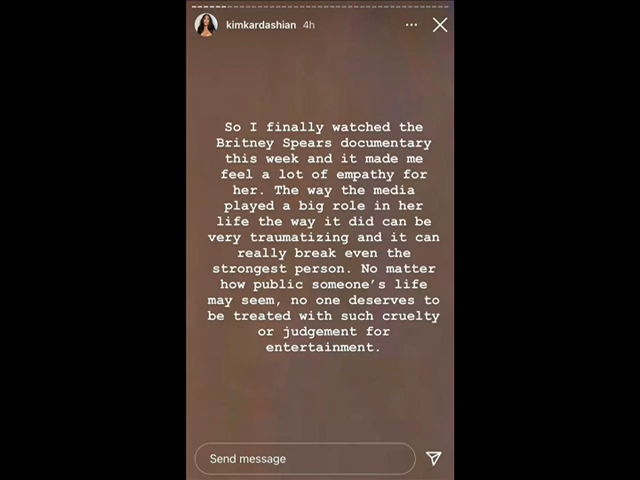 kimkardashian 4h
So I finally watched the
Britney Spears documentary
this week and it made me
feel a lot of empathy for
her. The way the media
played a big role in her
life the way it did can be
very traumatizing and it can
really break even the
strongest person. No matter
how public someone's life
may seem, no one deserves to
be treated with such cruelty
or judgement for
entertainment.
Send message